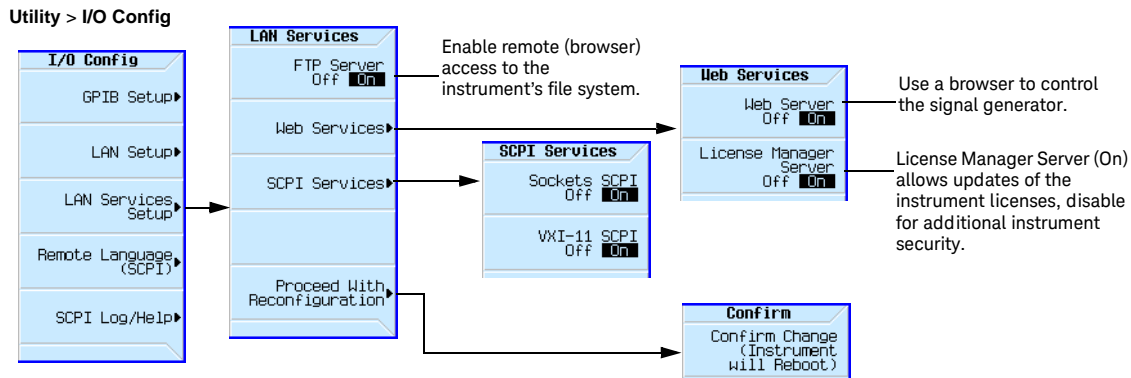 Utility > I/O Config
I/O Config
GPIB Setup
LAN Setup
LAN Services
Setup
Remote Language
(SCPI)
SCPI Log/Help
LAN Services
FTP Server
Off On
Web Services
SCPI Services
Proceed With
Reconfiguration
Enable remote (browser)
access to the
instrument's file system.
SCPI Services
Sockets SCPI
Off On
VXI-11 SCPI
Off On
Web Services
Web Server
Off On
License Manager
Server
Off On
Use a browser to control
the signal generator.
License Manager Server (On)
allows updates of the
instrument licenses, disable
for additional instrument
security.
Confirm
Confirm Change
(Instrument
will Reboot)